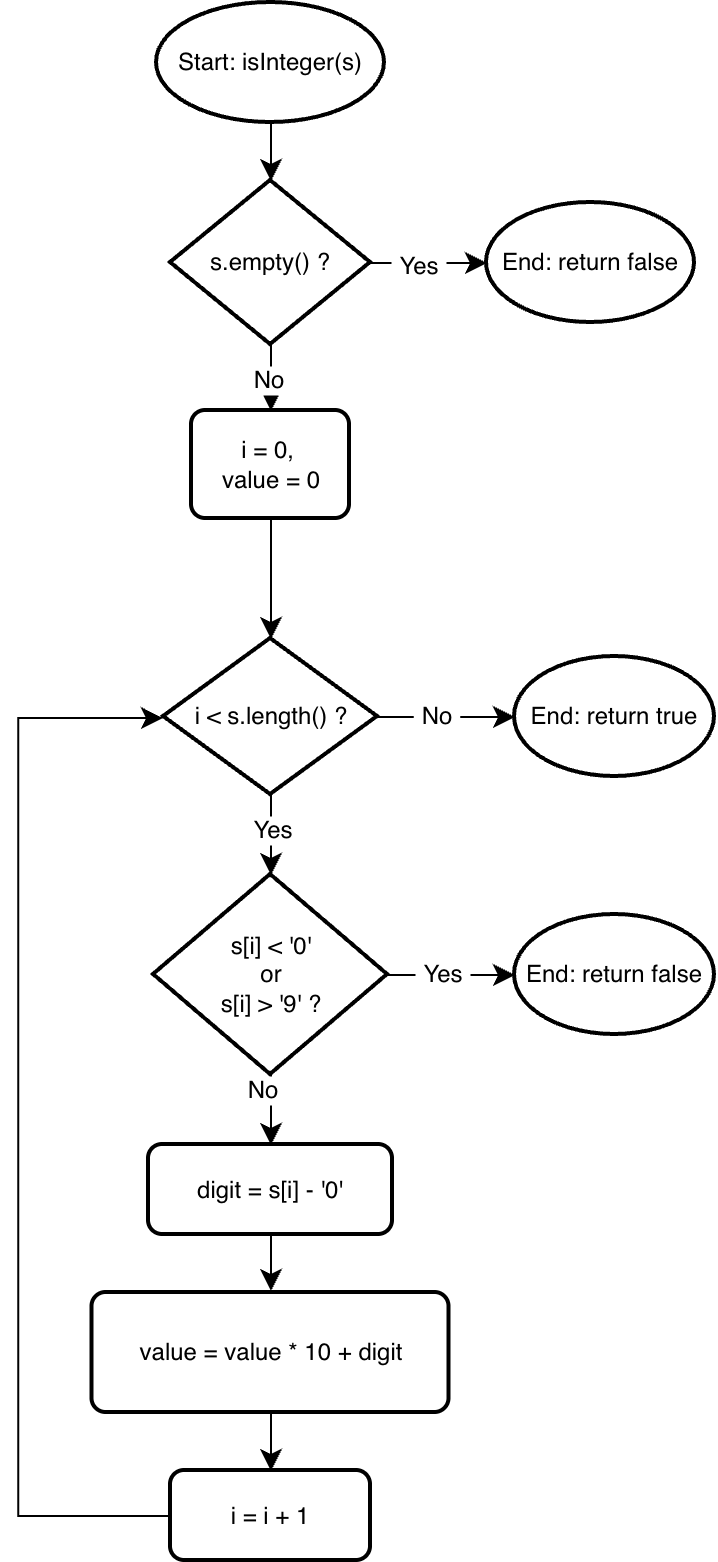 Start: isInteger(s)
s.empty() ?
Yes
End: return false
No
i = 0,
value = 0
i < s.length() ?
No
End: return true
Yes
s[i] < '0'
or
s[i] > '9' ?
Yes
End: return false
No
digit = s[i] - '0'
value = value * 10 + digit
i = i + 1